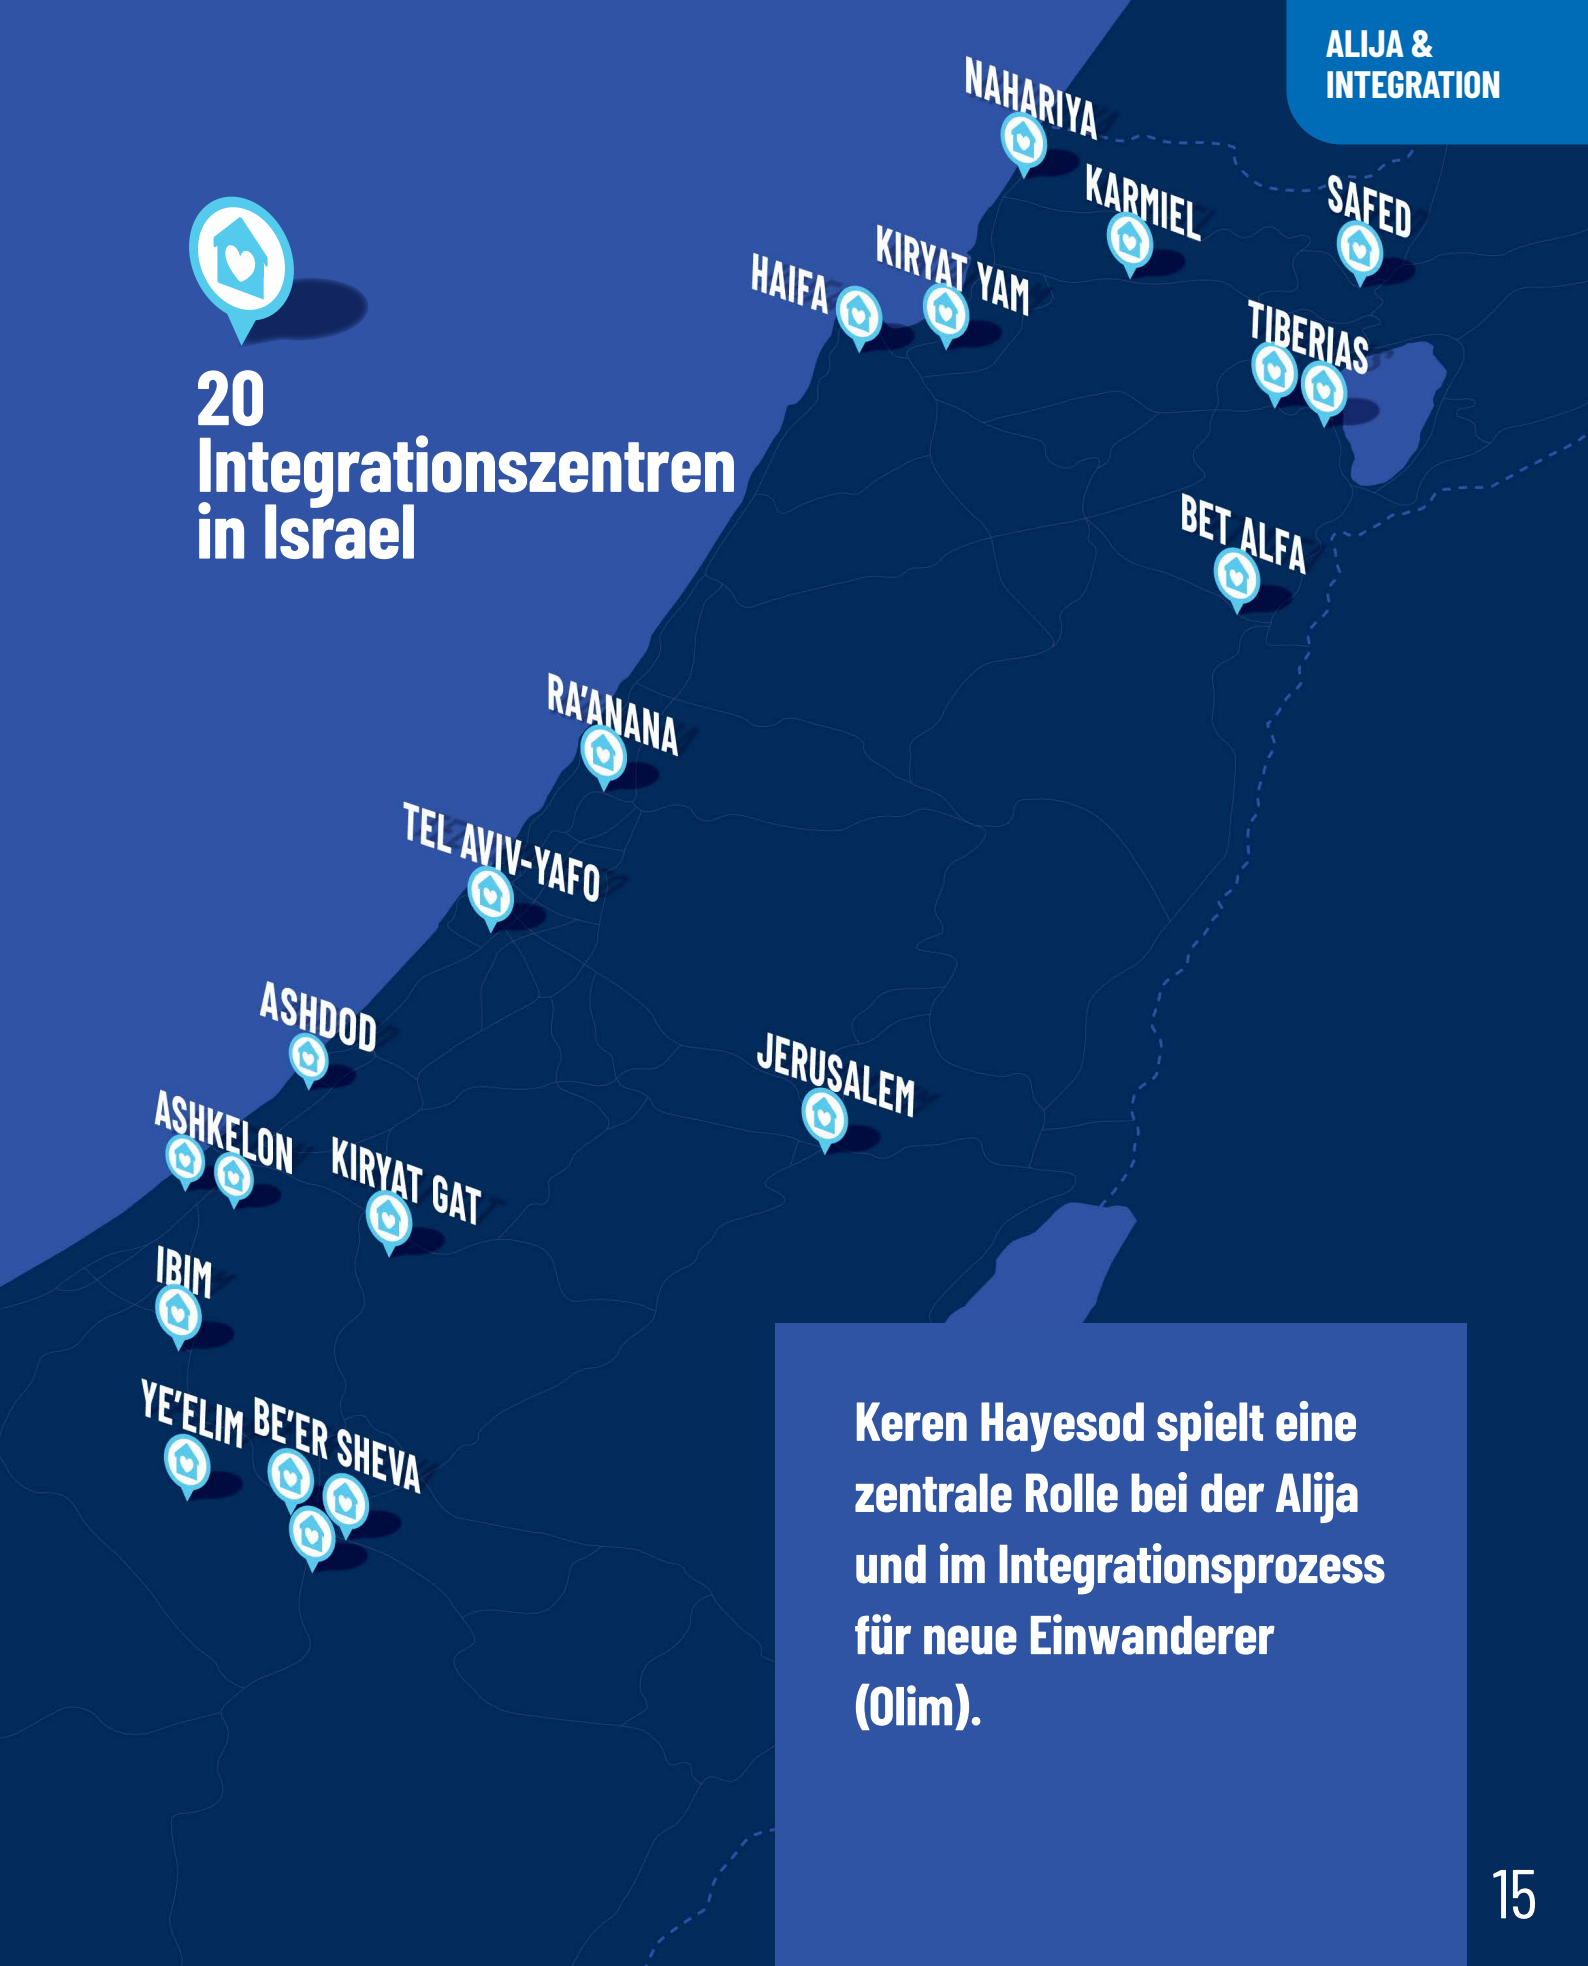 ALIJA &
INTEGRATION
NAHARIYA
KARMIEL
SAFED
KIRYAT YAM
HAIFA
TIBERIAS
20
Integrationszentren
in Israel
BET ALFA
RA'ANANA
TEL AVIV-YAFO
ASHDOD
JERUSALEM
ASHKELON
KIRYAT GAT
IBIM
YE'ELIM
BE'ER SHEVA
Keren Hayesod spielt eine
zentrale Rolle bei der Alija
und im Integrationsprozess
für neue Einwanderer
(Olim).
15